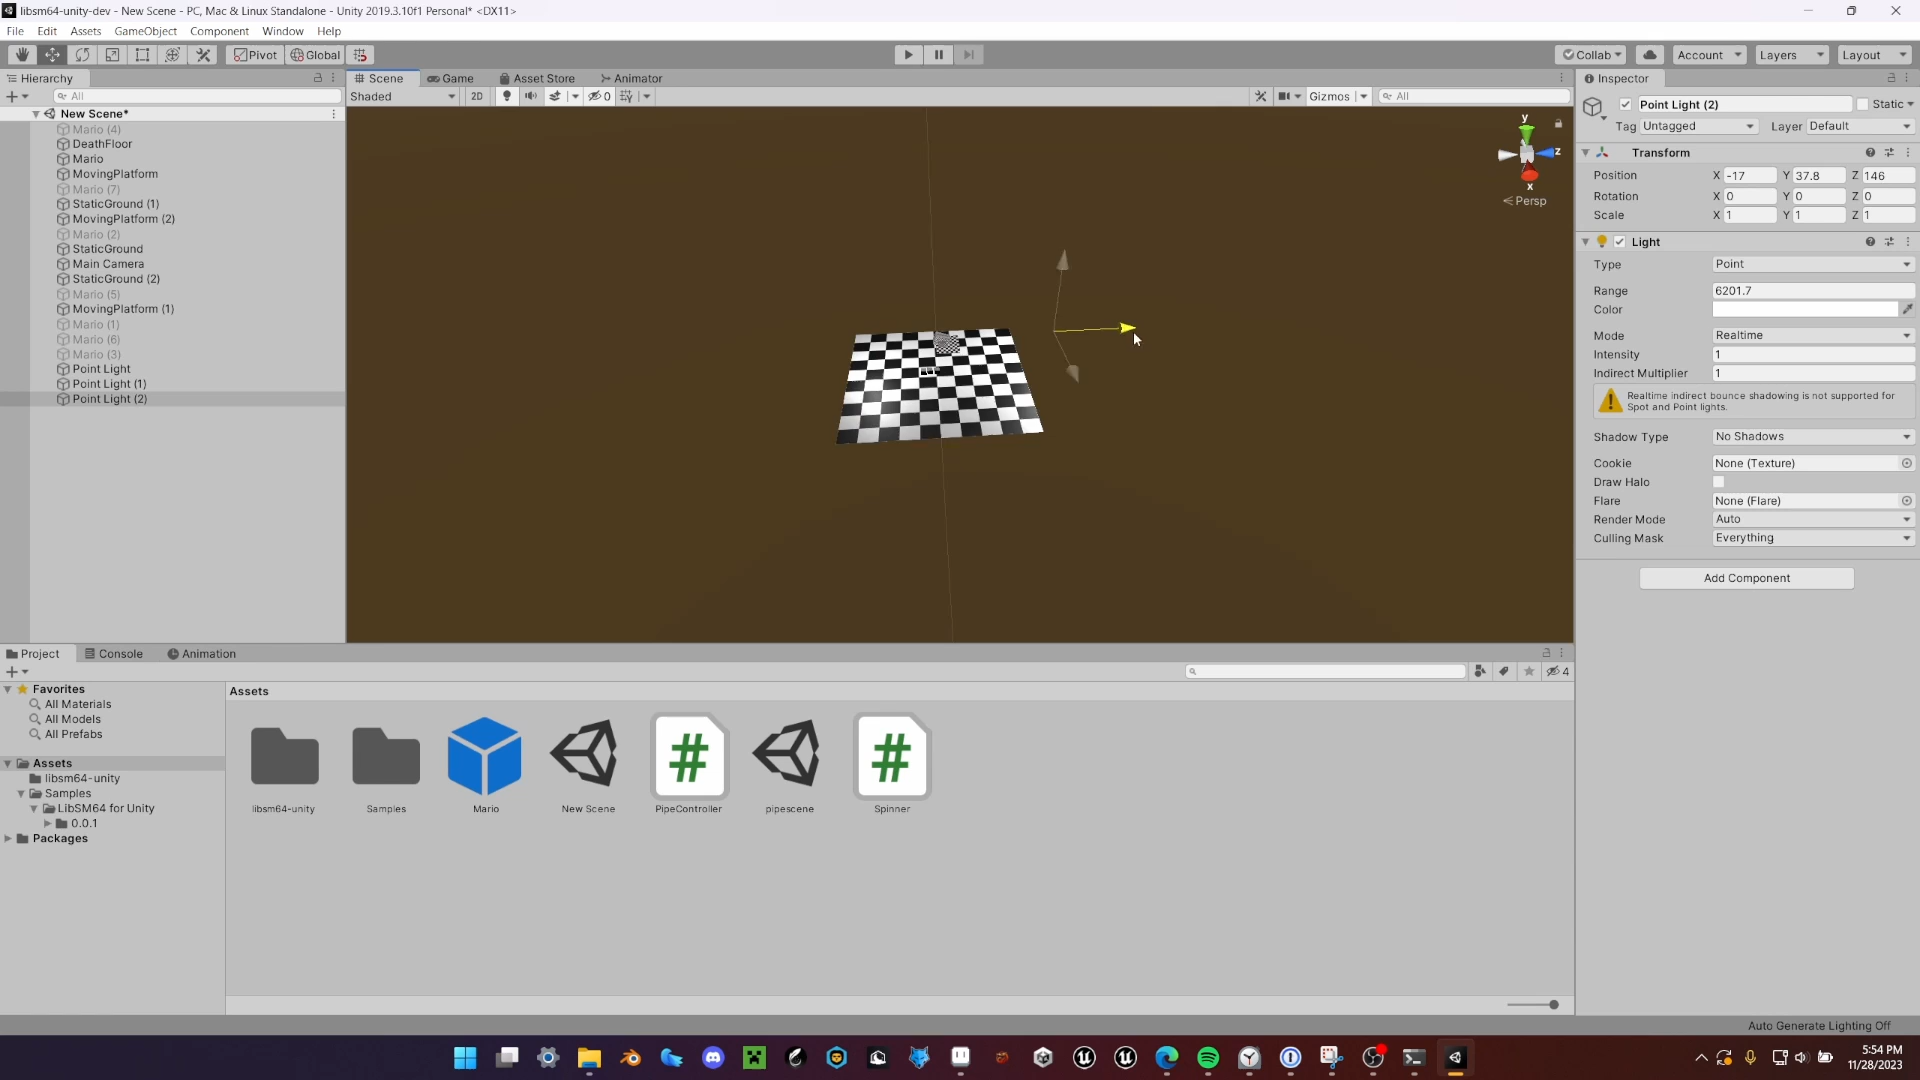 libsm64-unity-dev - New Scene - PC, Mac & Linux Standalone - Unity 2019.3.10f1 Personal* <DX11>
File Edit Assets GameObject Component Window Help
Pivot Global Collab Account Layers Layout
Hierarchy
All
New Scene*
Mario (4)
DeathFloor
Mario
MovingPlatform
Mario (7)
StaticGround (1)
MovingPlatform (2)
Mario (2)
StaticGround
Main Camera
StaticGround (2)
Mario (5)
MovingPlatform (1)
Mario (1)
Mario (6)
Mario (3)
Point Light
Point Light (1)
Point Light (2)
Scene Game Asset Store Animator
Shaded 2D 0 Gizmos All
y
z
x
Persp
Inspector
Point Light (2) Static
Tag Untagged Layer Default
Transform
Position X -17 Y 37.8 Z 146
Rotation X 0 Y 0 Z 0
Scale X 1 Y 1 Z 1
Light
Type Point
Range 6201.7
Color
Mode Realtime
Intensity 1
Indirect Multiplier 1
Realtime indirect bounce shadowing is not supported for
Spot and Point lights.
Shadow Type No Shadows
Cookie None (Texture)
Draw Halo
Flare None (Flare)
Render Mode Auto
Culling Mask Everything
Add Component
Project Console Animation
4
Favorites
All Materials
All Models
All Prefabs
Assets
libsm64-unity
Samples
LibSM64 for Unity
0.0.1
Packages
Assets
libsm64-unity Samples Mario New Scene PipeController pipescene Spinner
Auto Generate Lighting Off
5:54 PM
11/28/2023